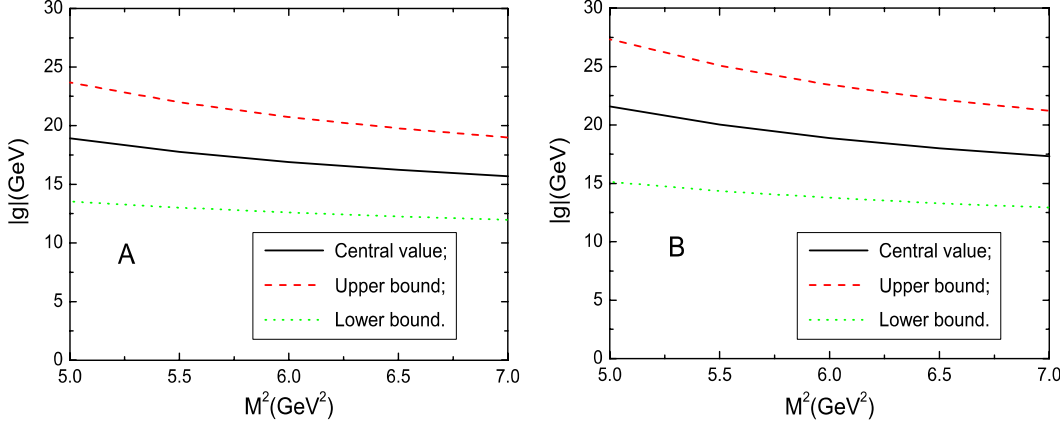 30
25
20
15
10
5
0
|g|(GeV)
A
Central value;
Upper bound;
Lower bound.
5.0 5.5 6.0 6.5 7.0
M²(GeV²)
30
25
20
15
10
5
0
|g|(GeV)
B
Central value;
Upper bound;
Lower bound.
5.0 5.5 6.0 6.5 7.0
M²(GeV²)